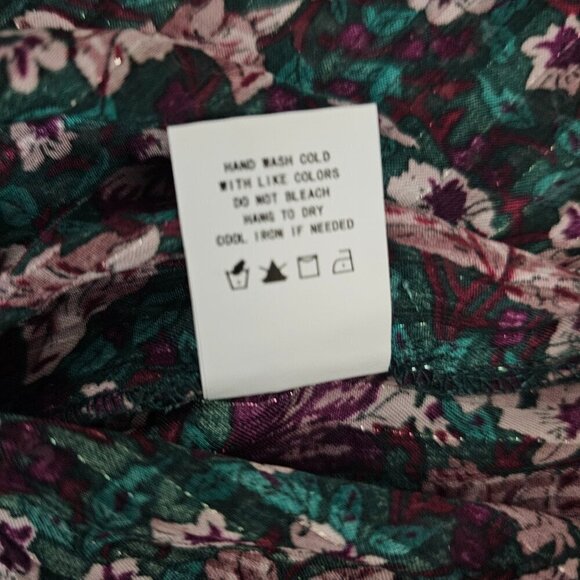 HAND WASH COLD
WITH LIKE COLORS
DO NOT BLEACH
HANG TO DRY
COOL IRON IF NEEDED